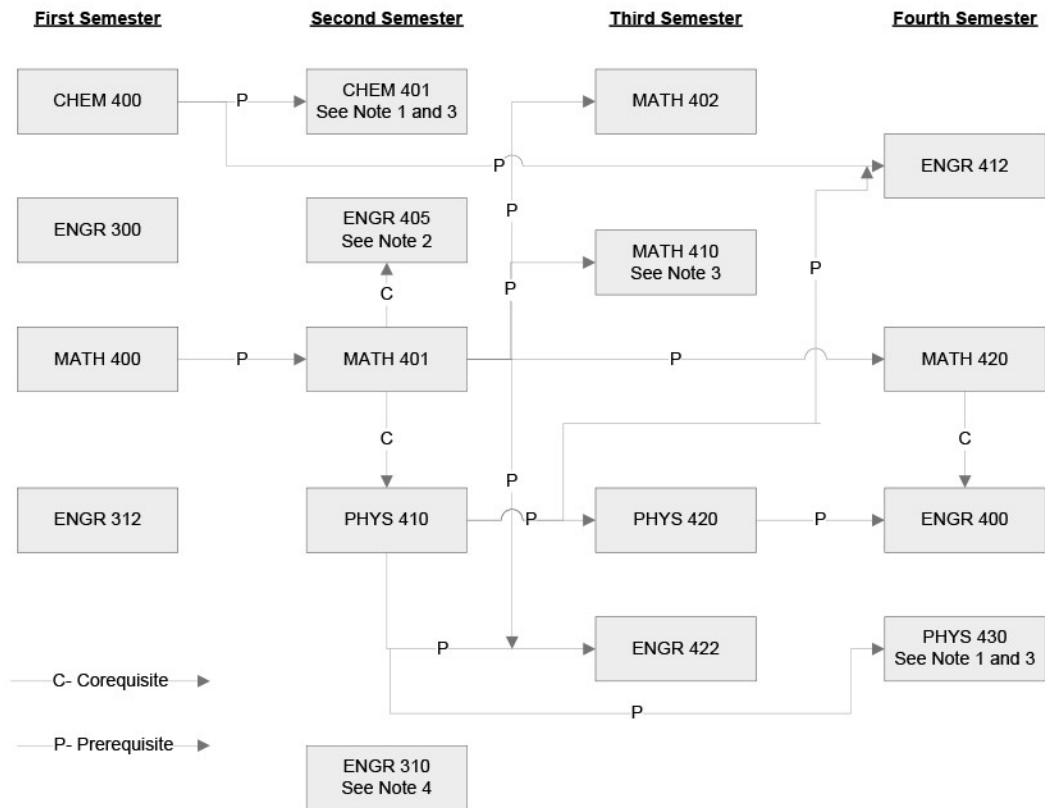 First Semester
Second Semester
Third Semester
Fourth Semester
CHEM 400
P
CHEM 401
See Note 1 and 3
MATH 402
P
ENGR 412
P
ENGR 300
ENGR 405
See Note 2
MATH 410
See Note 3
P
P
C
MATH 400
P
MATH 401
P
MATH 420
C
P
C
ENGR 312
PHYS 410
P
PHYS 420
P
ENGR 400
P
ENGR 422
PHYS 430
See Note 1 and 3
C- Corequisite
P
P- Prerequisite
ENGR 310
See Note 4